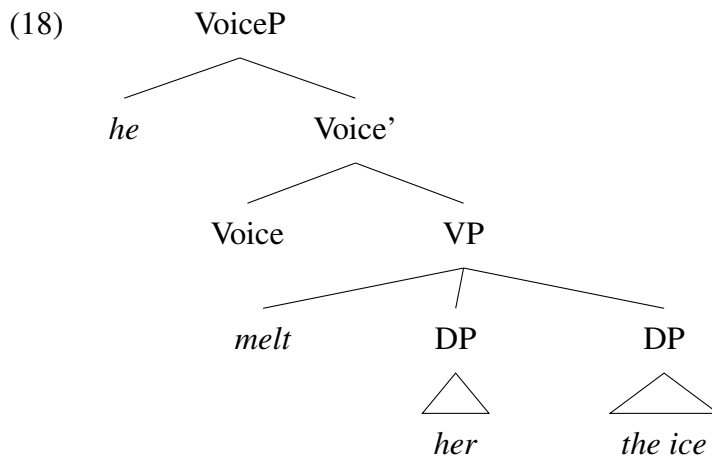 (18) VoiceP
he Voice’
Voice VP
melt DP DP
her the ice